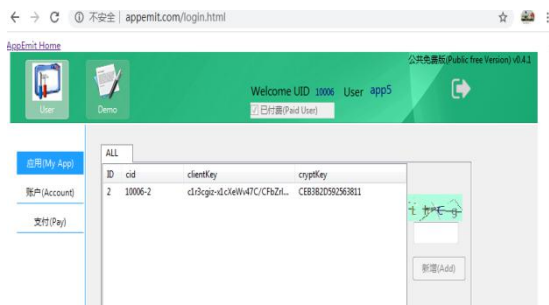 不安全 appemit.com/login.html
AppEmit Home
公共免费版(Public free Version) v0.4.1
User
Demo
Welcome UID 10006 User app5
已付费(Paid User)
应用(My App)
账户(Account)
支付(Pay)
ALL
ID cid clientKey cryptKey
2 10006-2 c1r3cgiz-x1cXeWv47C/CFbZrl... CEB3B2D592563811
新增(Add)